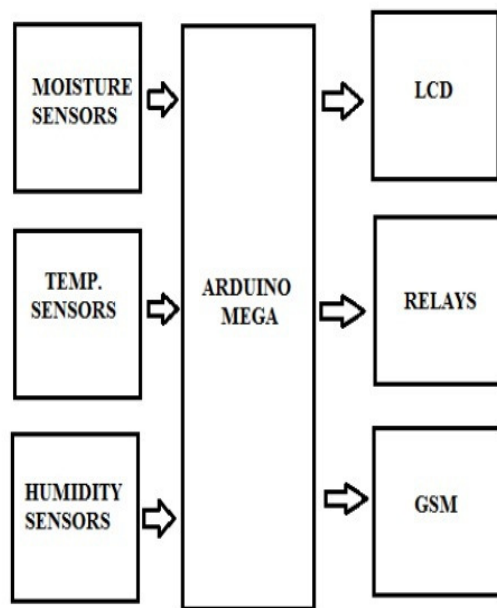 MOISTURE
SENSORS
TEMP.
SENSORS
HUMIDITY
SENSORS
ARDUINO
MEGA
LCD
RELAYS
GSM